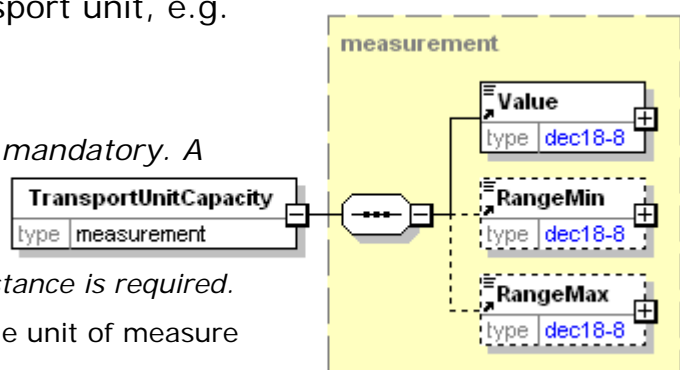 sport unit, e.g.
measurement
Value
type dec18-8
mandatory. A
TransportUnitCapacity
type measurement
RangeMin
type dec18-8
stance is required.
RangeMax
type dec18-8
e unit of measure